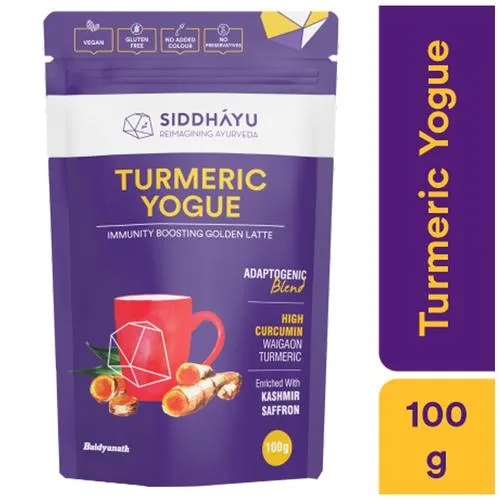 VEGAN
GLUTEN
FREE
NO ADDED
COLOUR
NO
PRESERVATIVES
SIDDHÁYU
REIMAGINING AYURVEDA
TURMERIC
YOGUE
IMMUNITY BOOSTING GOLDEN LATTE
ADAPTOGENIC
Blend
HIGH
CURCUMIN
WAIGAON
TURMERIC
Enriched With
KASHMIR
SAFFRON
100g
Baidyanath
Turmeric Yogue
100
g